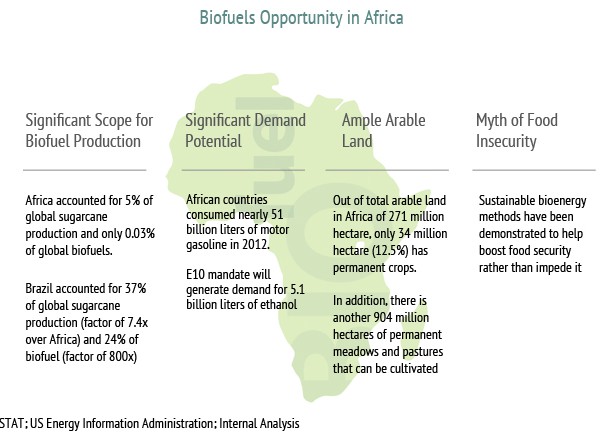 Biofuels Opportunity in Africa
Significant Scope for
Biofuel Production
Africa accounted for 5% of
global sugarcane
production and only 0.03%
of global biofuels.
Brazil accounted for 37%
of global sugarcane
production (factor of 7.4x
over Africa) and 24% of
biofuel (factor of 800x)
Significant Demand
Potential
African countries
consumed nearly 51
billion liters of motor
gasoline in 2012.
E10 mandate will
generate demand for 5.1
billion liters of ethanol
Ample Arable
Land
Out of total arable land
in Africa of 271 million
hectare, only 34 million
hectare (12.5%) has
permanent crops.
In addition, there is
another 904 million
hectares of permanent
meadows and pastures
that can be cultivated
Myth of Food
Insecurity
Sustainable bioenergy
methods have been
demonstrated to help
boost food security
rather than impede it
BIO
fuel
STAT; US Energy Information Administration; Internal Analysis